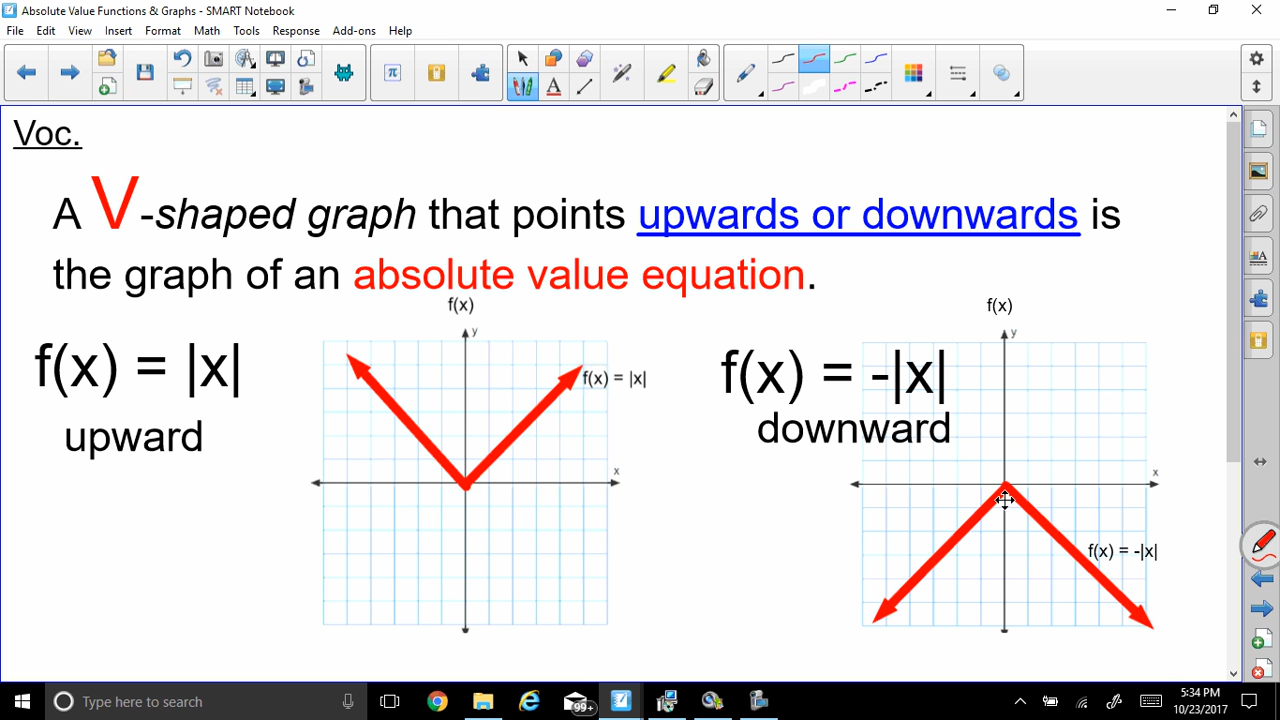 Absolute Value Functions & Graphs - SMART Notebook
File Edit View Insert Format Math Tools Response Add-ons Help
Voc.
A V-shaped graph that points upwards or downwards is
the graph of an absolute value equation.
f(x)
f(x)
y
y
f(x) = |x|
f(x) = |x|
f(x) = -|x|
upward
downward
x
x
f(x) = -|x|
Type here to search
99+
5:34 PM
10/23/2017